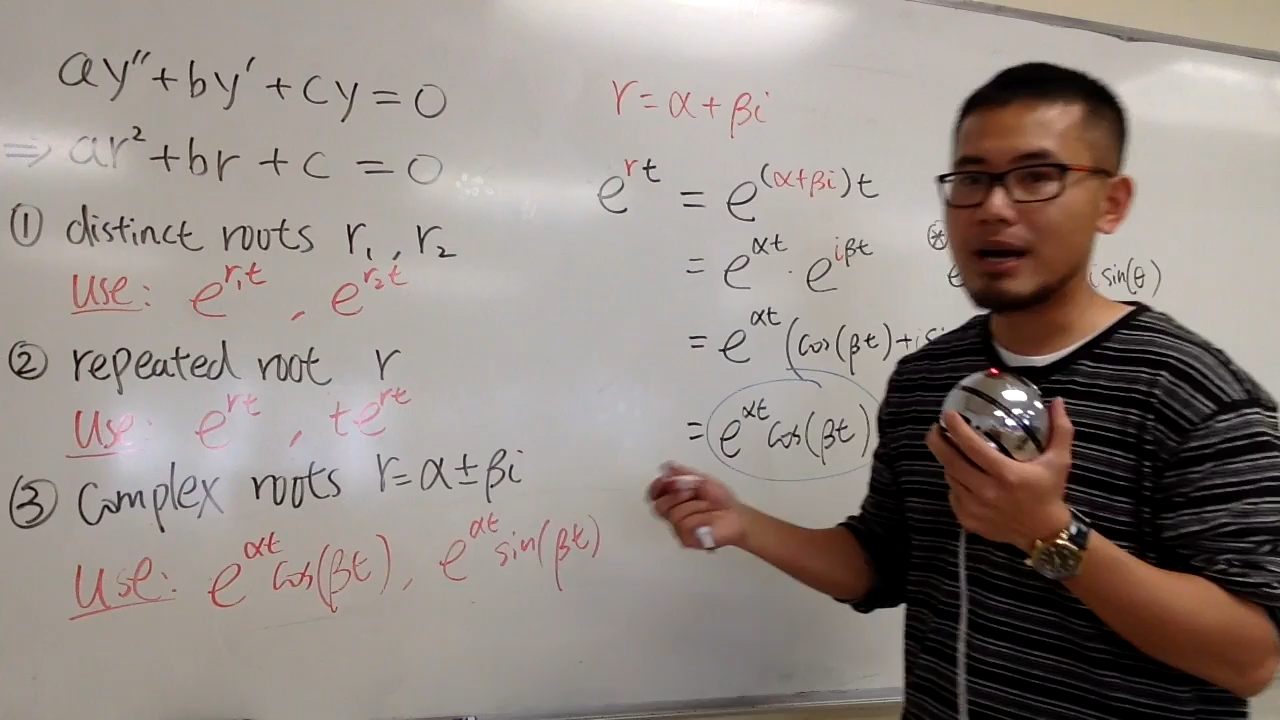 ay''+by'+cy=0
⇒ ar²+br+c=0
① distinct roots r₁, r₂
Use: e^{r₁t}, e^{r₂t}
② repeated root r
Use: e^{rt}, te^{rt}
③ Complex roots r=α±βi
Use: e^{αt}cos(βt), e^{αt}sin(βt)
r=α+βi
e^{rt} = e^{(α+βi)t}
= e^{αt}·e^{iβt}
= e^{αt}(cos(βt)+i
= e^{αt}cos(βt)
⊛
e
i sin(θ)